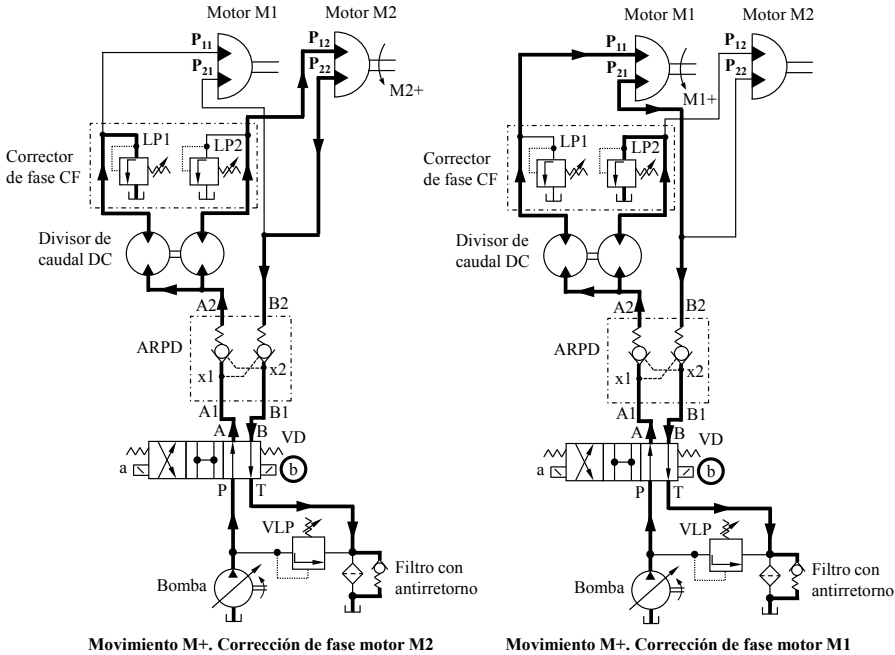 Motor M1
Motor M2
P11
P12
P21
P22
M2+
LP1
LP2
Corrector
de fase CF
Divisor de
caudal DC
A2
B2
ARPD
x1
x2
A1
B1
A
B
VD
a
b
P
T
VLP
Bomba
Filtro con
antirretorno
Movimiento M+. Corrección de fase motor M2
Motor M1
Motor M2
P11
P12
P21
P22
M1+
LP1
LP2
Corrector
de fase CF
Divisor de
caudal DC
A2
B2
ARPD
x1
x2
A1
B1
A
B
VD
a
b
P
T
VLP
Bomba
Filtro con
antirretorno
Movimiento M+. Corrección de fase motor M1